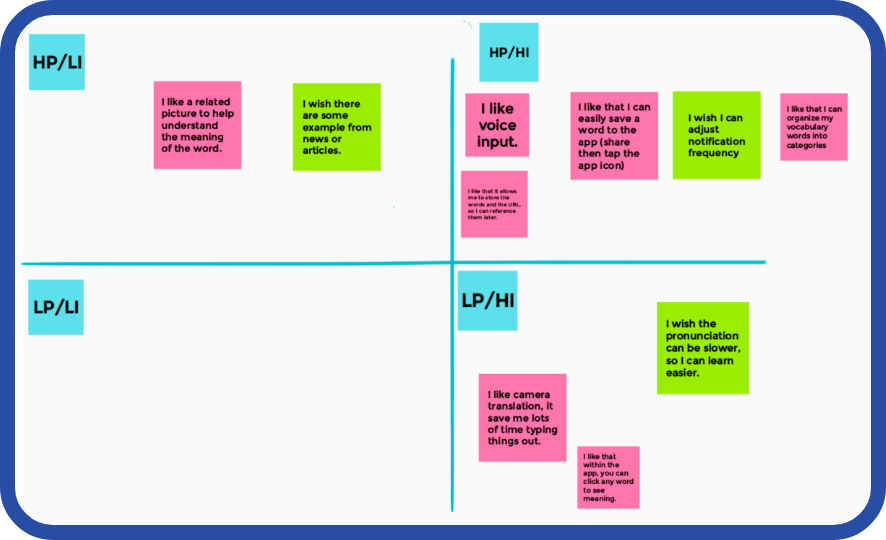 HP/LI
I like a related
picture to help
understand
the meaning
of the word.
I wish there
are some
example from
news or
articles.
HP/HI
I like
voice
input.
I like that I can
easily save a
word to the
app (share
then tap the
app icon)
I wish I can
adjust
notification
frequency
I like that I can
organize my
vocabulary
words into
categories
I like that it allows
me to store the
words and the URL,
so I can reference
them later.
LP/LI
LP/HI
I wish the
pronunciation
can be slower,
so I can learn
easier.
I like camera
translation, it
save me lots
of time typing
things out.
I like that
within the
app, you can
click any word
to see
meaning.